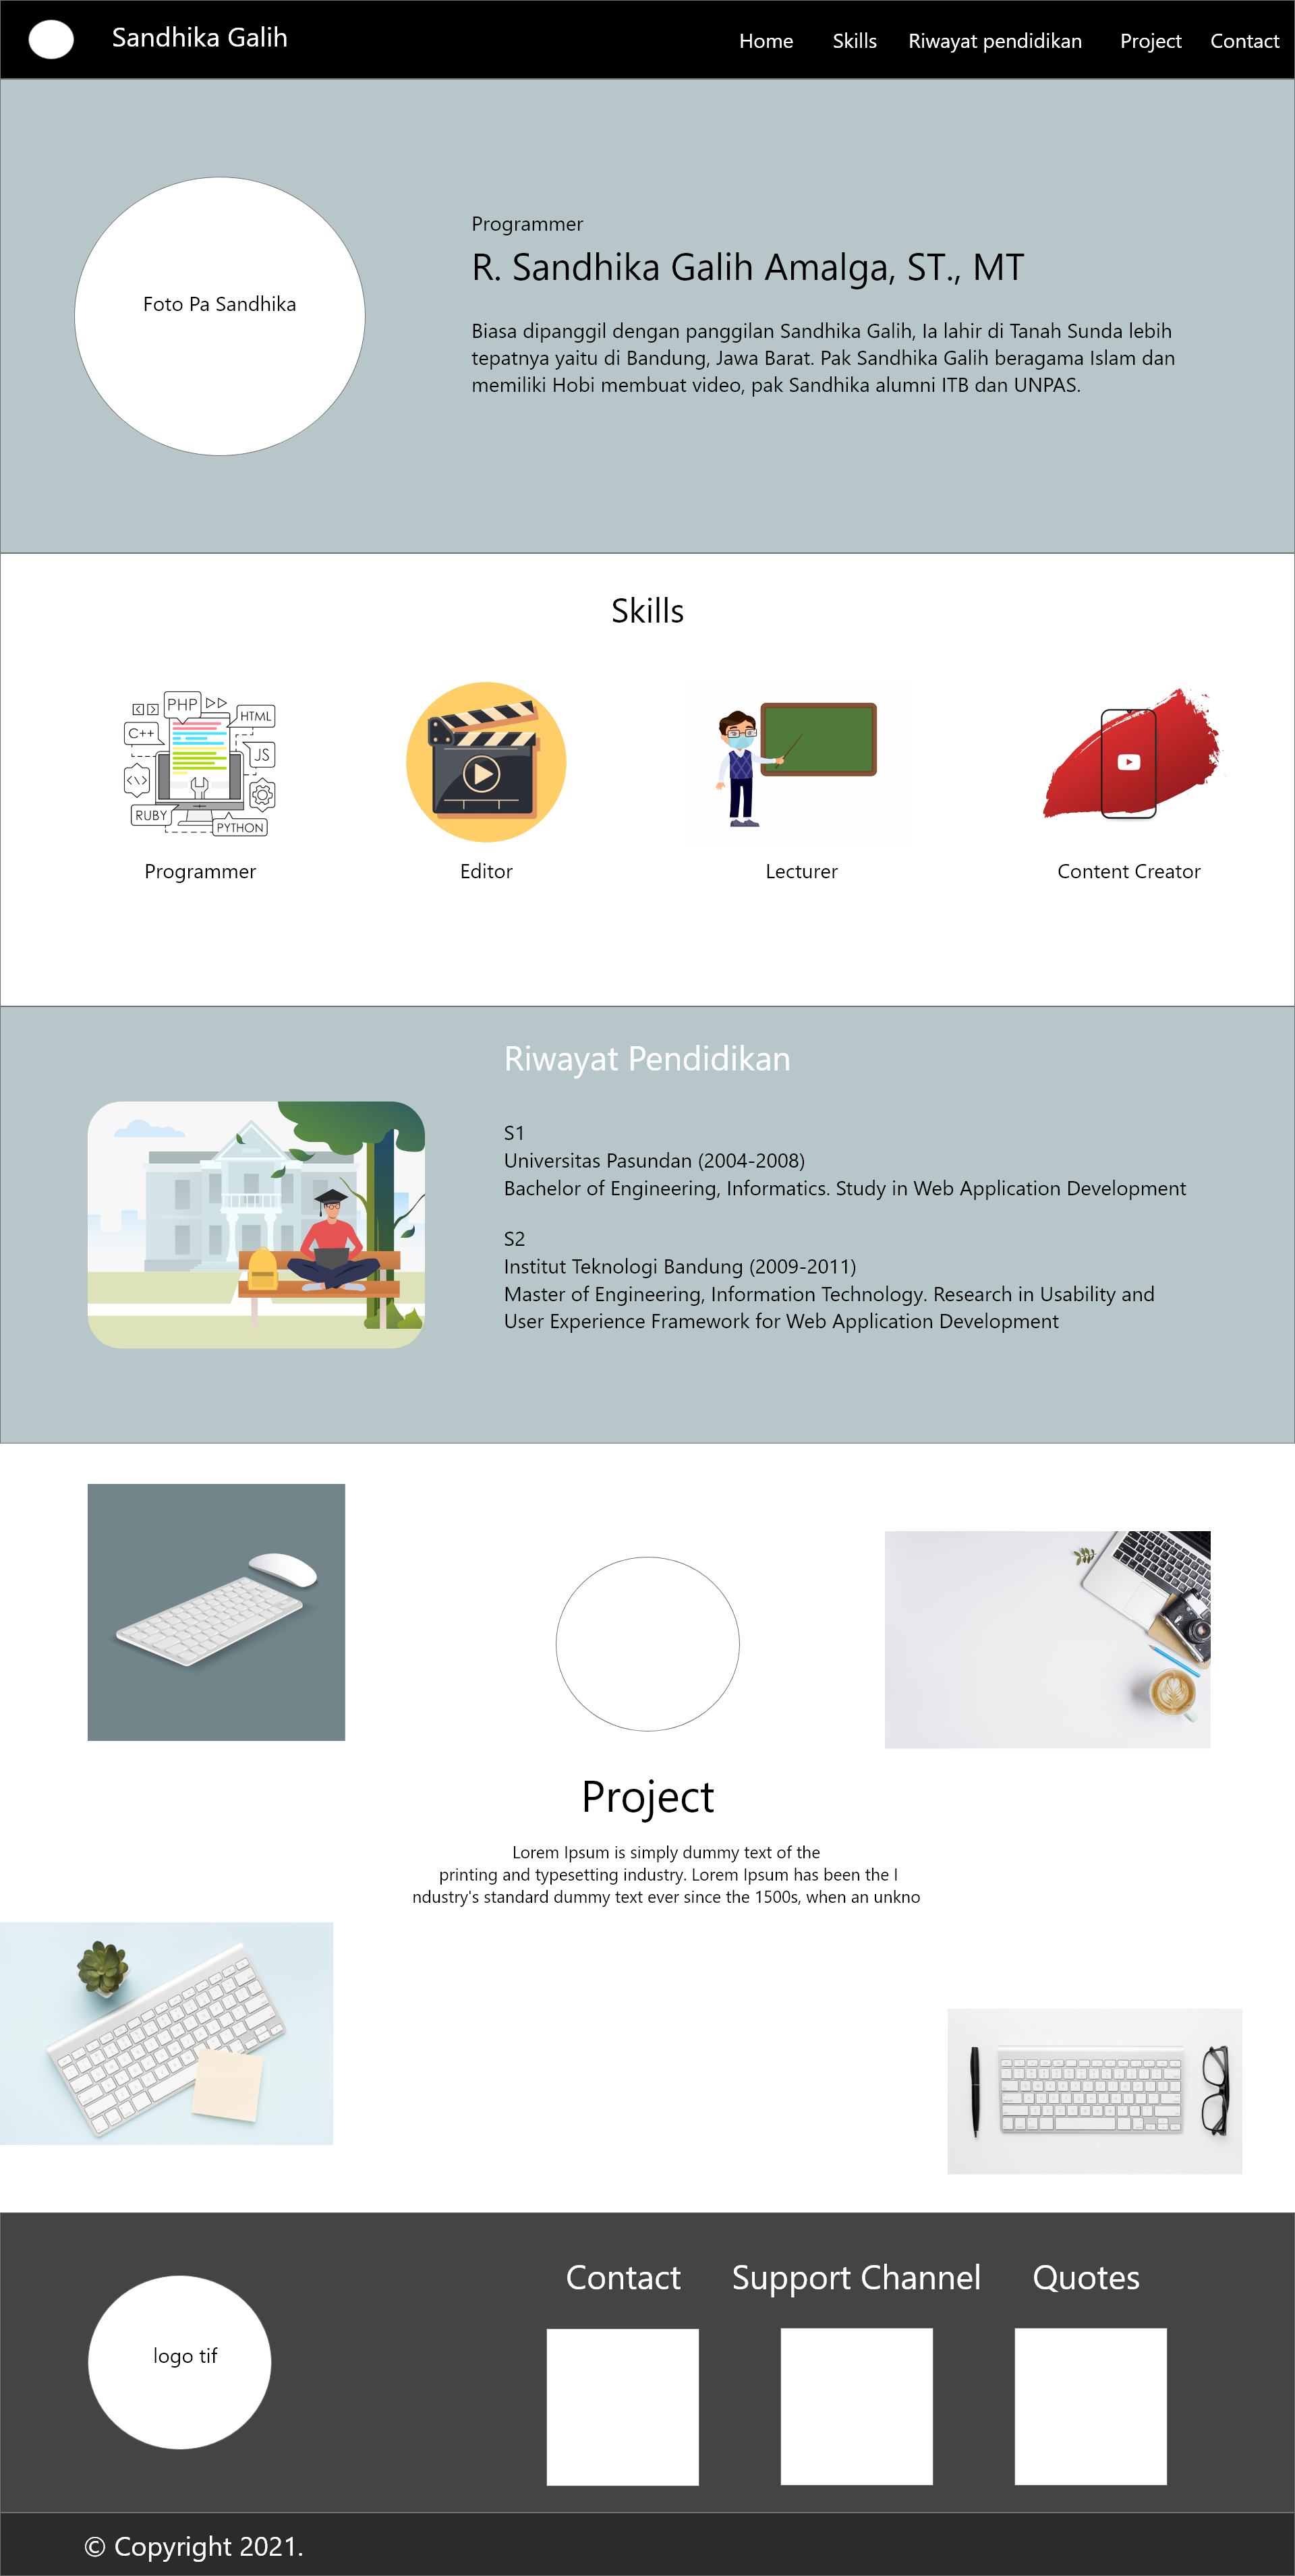 Sandhika Galih
Home Skills Riwayat pendidikan Project Contact
Foto Pa Sandhika
Programmer
R. Sandhika Galih Amalga, ST., MT
Biasa dipanggil dengan panggilan Sandhika Galih, Ia lahir di Tanah Sunda lebih
tepatnya yaitu di Bandung, Jawa Barat. Pak Sandhika Galih beragama Islam dan
memiliki Hobi membuat video, pak Sandhika alumni ITB dan UNPAS.
Skills
PHP
HTML
C++
JS
RUBY
PYTHON
Programmer
Editor
Lecturer
Content Creator
Riwayat Pendidikan
S1
Universitas Pasundan (2004-2008)
Bachelor of Engineering, Informatics. Study in Web Application Development
S2
Institut Teknologi Bandung (2009-2011)
Master of Engineering, Information Technology. Research in Usability and
User Experience Framework for Web Application Development
Project
Lorem Ipsum is simply dummy text of the
printing and typesetting industry. Lorem Ipsum has been the I
ndustry's standard dummy text ever since the 1500s, when an unkno
logo tif
Contact
Support Channel
Quotes
© Copyright 2021.